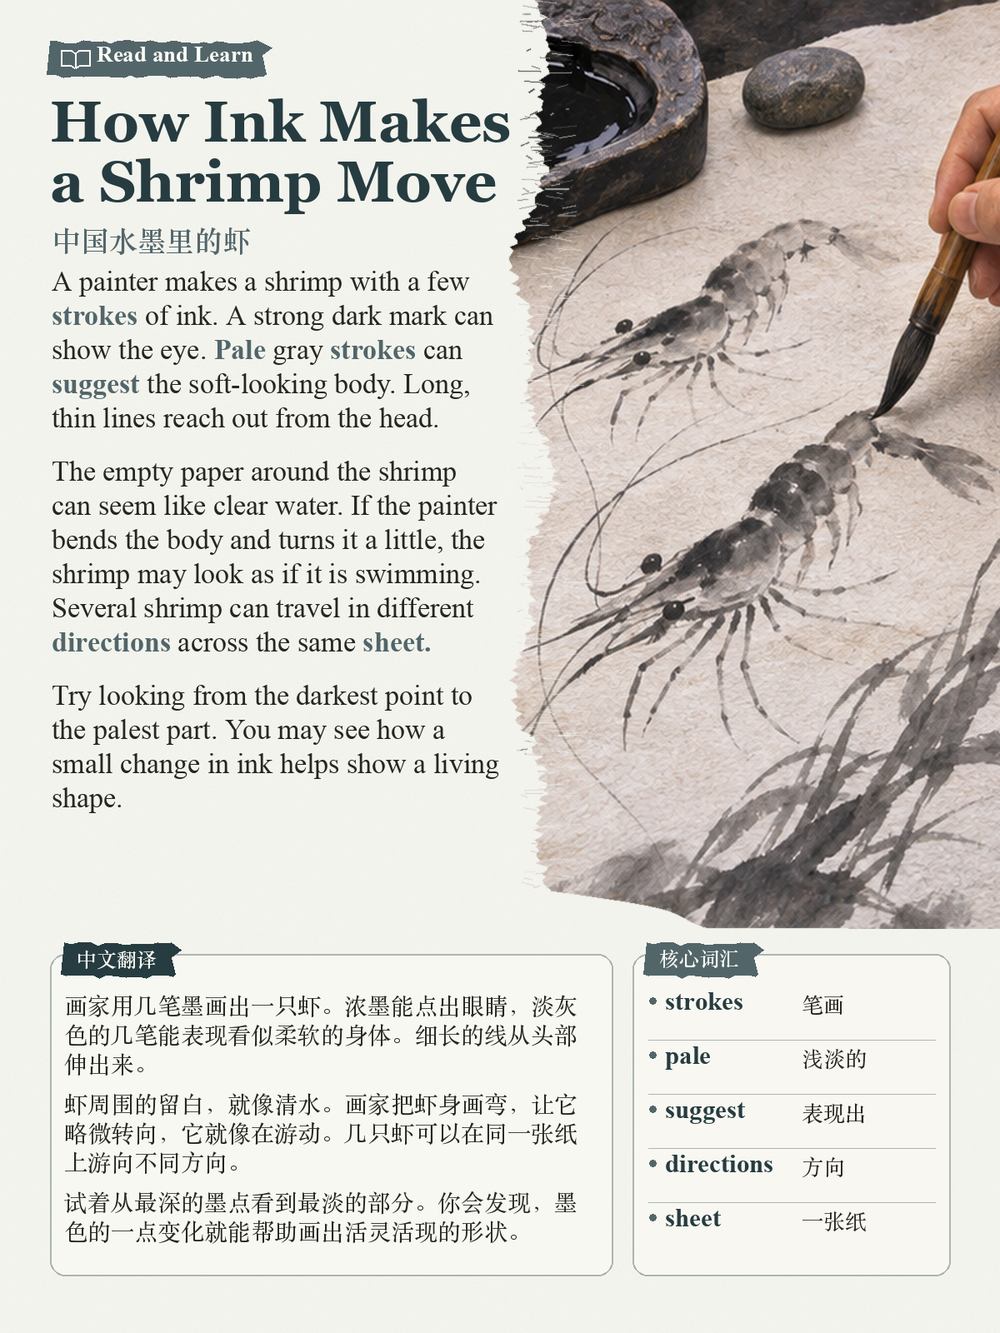 Read and Learn
How Ink Makes
a Shrimp Move
中国水墨里的虾
A painter makes a shrimp with a few
strokes of ink. A strong dark mark can
show the eye. Pale gray strokes can
suggest the soft-looking body. Long,
thin lines reach out from the head.
The empty paper around the shrimp
can seem like clear water. If the painter
bends the body and turns it a little, the
shrimp may look as if it is swimming.
Several shrimp can travel in different
directions across the same sheet.
Try looking from the darkest point to
the palest part. You may see how a
small change in ink helps show a living
shape.
中文翻译
画家用几笔墨画出一只虾。浓墨能点出眼睛，淡灰
色的几笔能表现看似柔软的身体。细长的线从头部
伸出来。
虾周围的留白，就像清水。画家把虾身画弯，让它
略微转向，它就像在游动。几只虾可以在同一张纸
上游向不同方向。
试着从最深的墨点看到最淡的部分。你会发现，墨
色的一点变化就能帮助画出活灵活现的形状。
核心词汇
• strokes 笔画
• pale 浅淡的
• suggest 表现出
• directions 方向
• sheet 一张纸